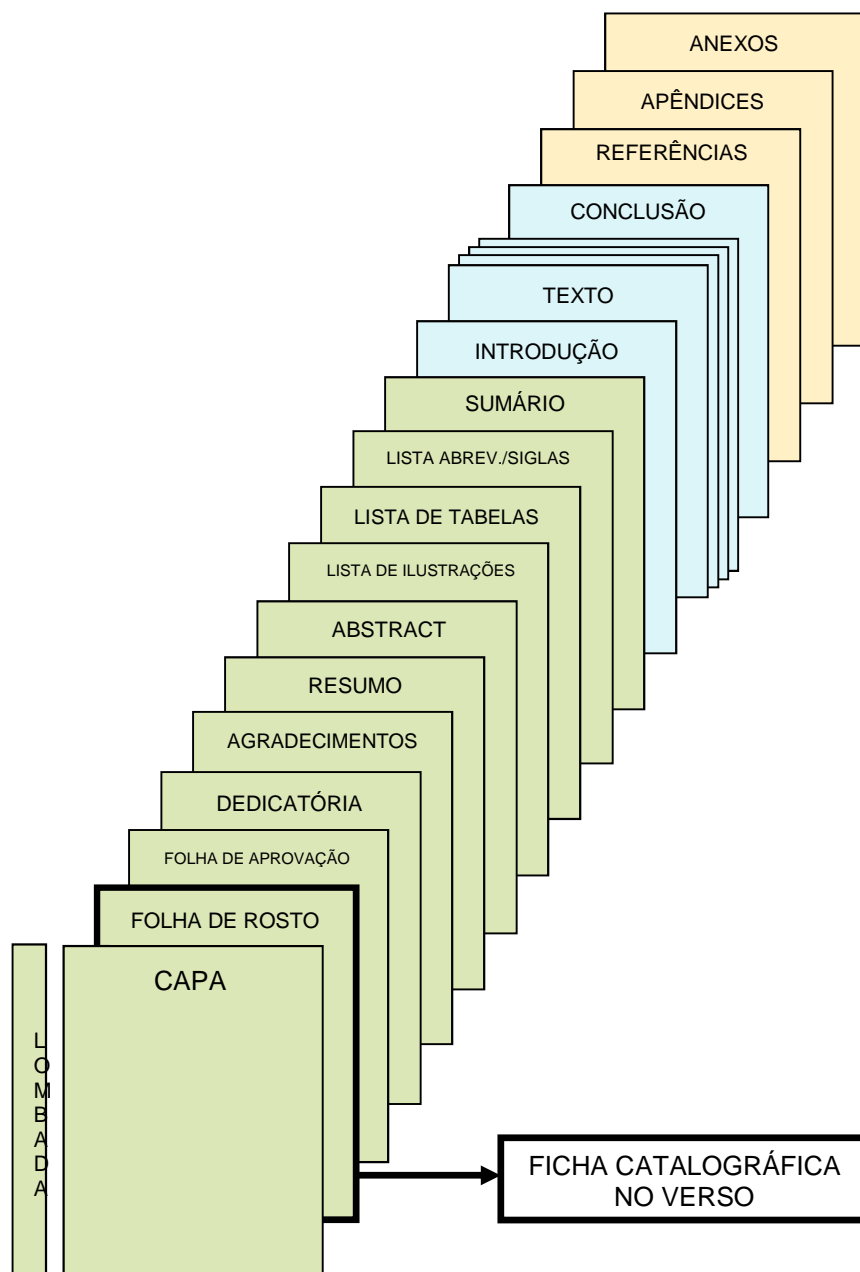 ANEXOS
APÊNDICES
REFERÊNCIAS
CONCLUSÃO
TEXTO
INTRODUÇÃO
SUMÁRIO
LISTA ABREV./SIGLAS
LISTA DE TABELAS
LISTA DE ILUSTRAÇÕES
ABSTRACT
RESUMO
AGRADECIMENTOS
DEDICATÓRIA
FOLHA DE APROVAÇÃO
FOLHA DE ROSTO
CAPA
LOMBADA
FICHA CATALOGRÁFICA
NO VERSO